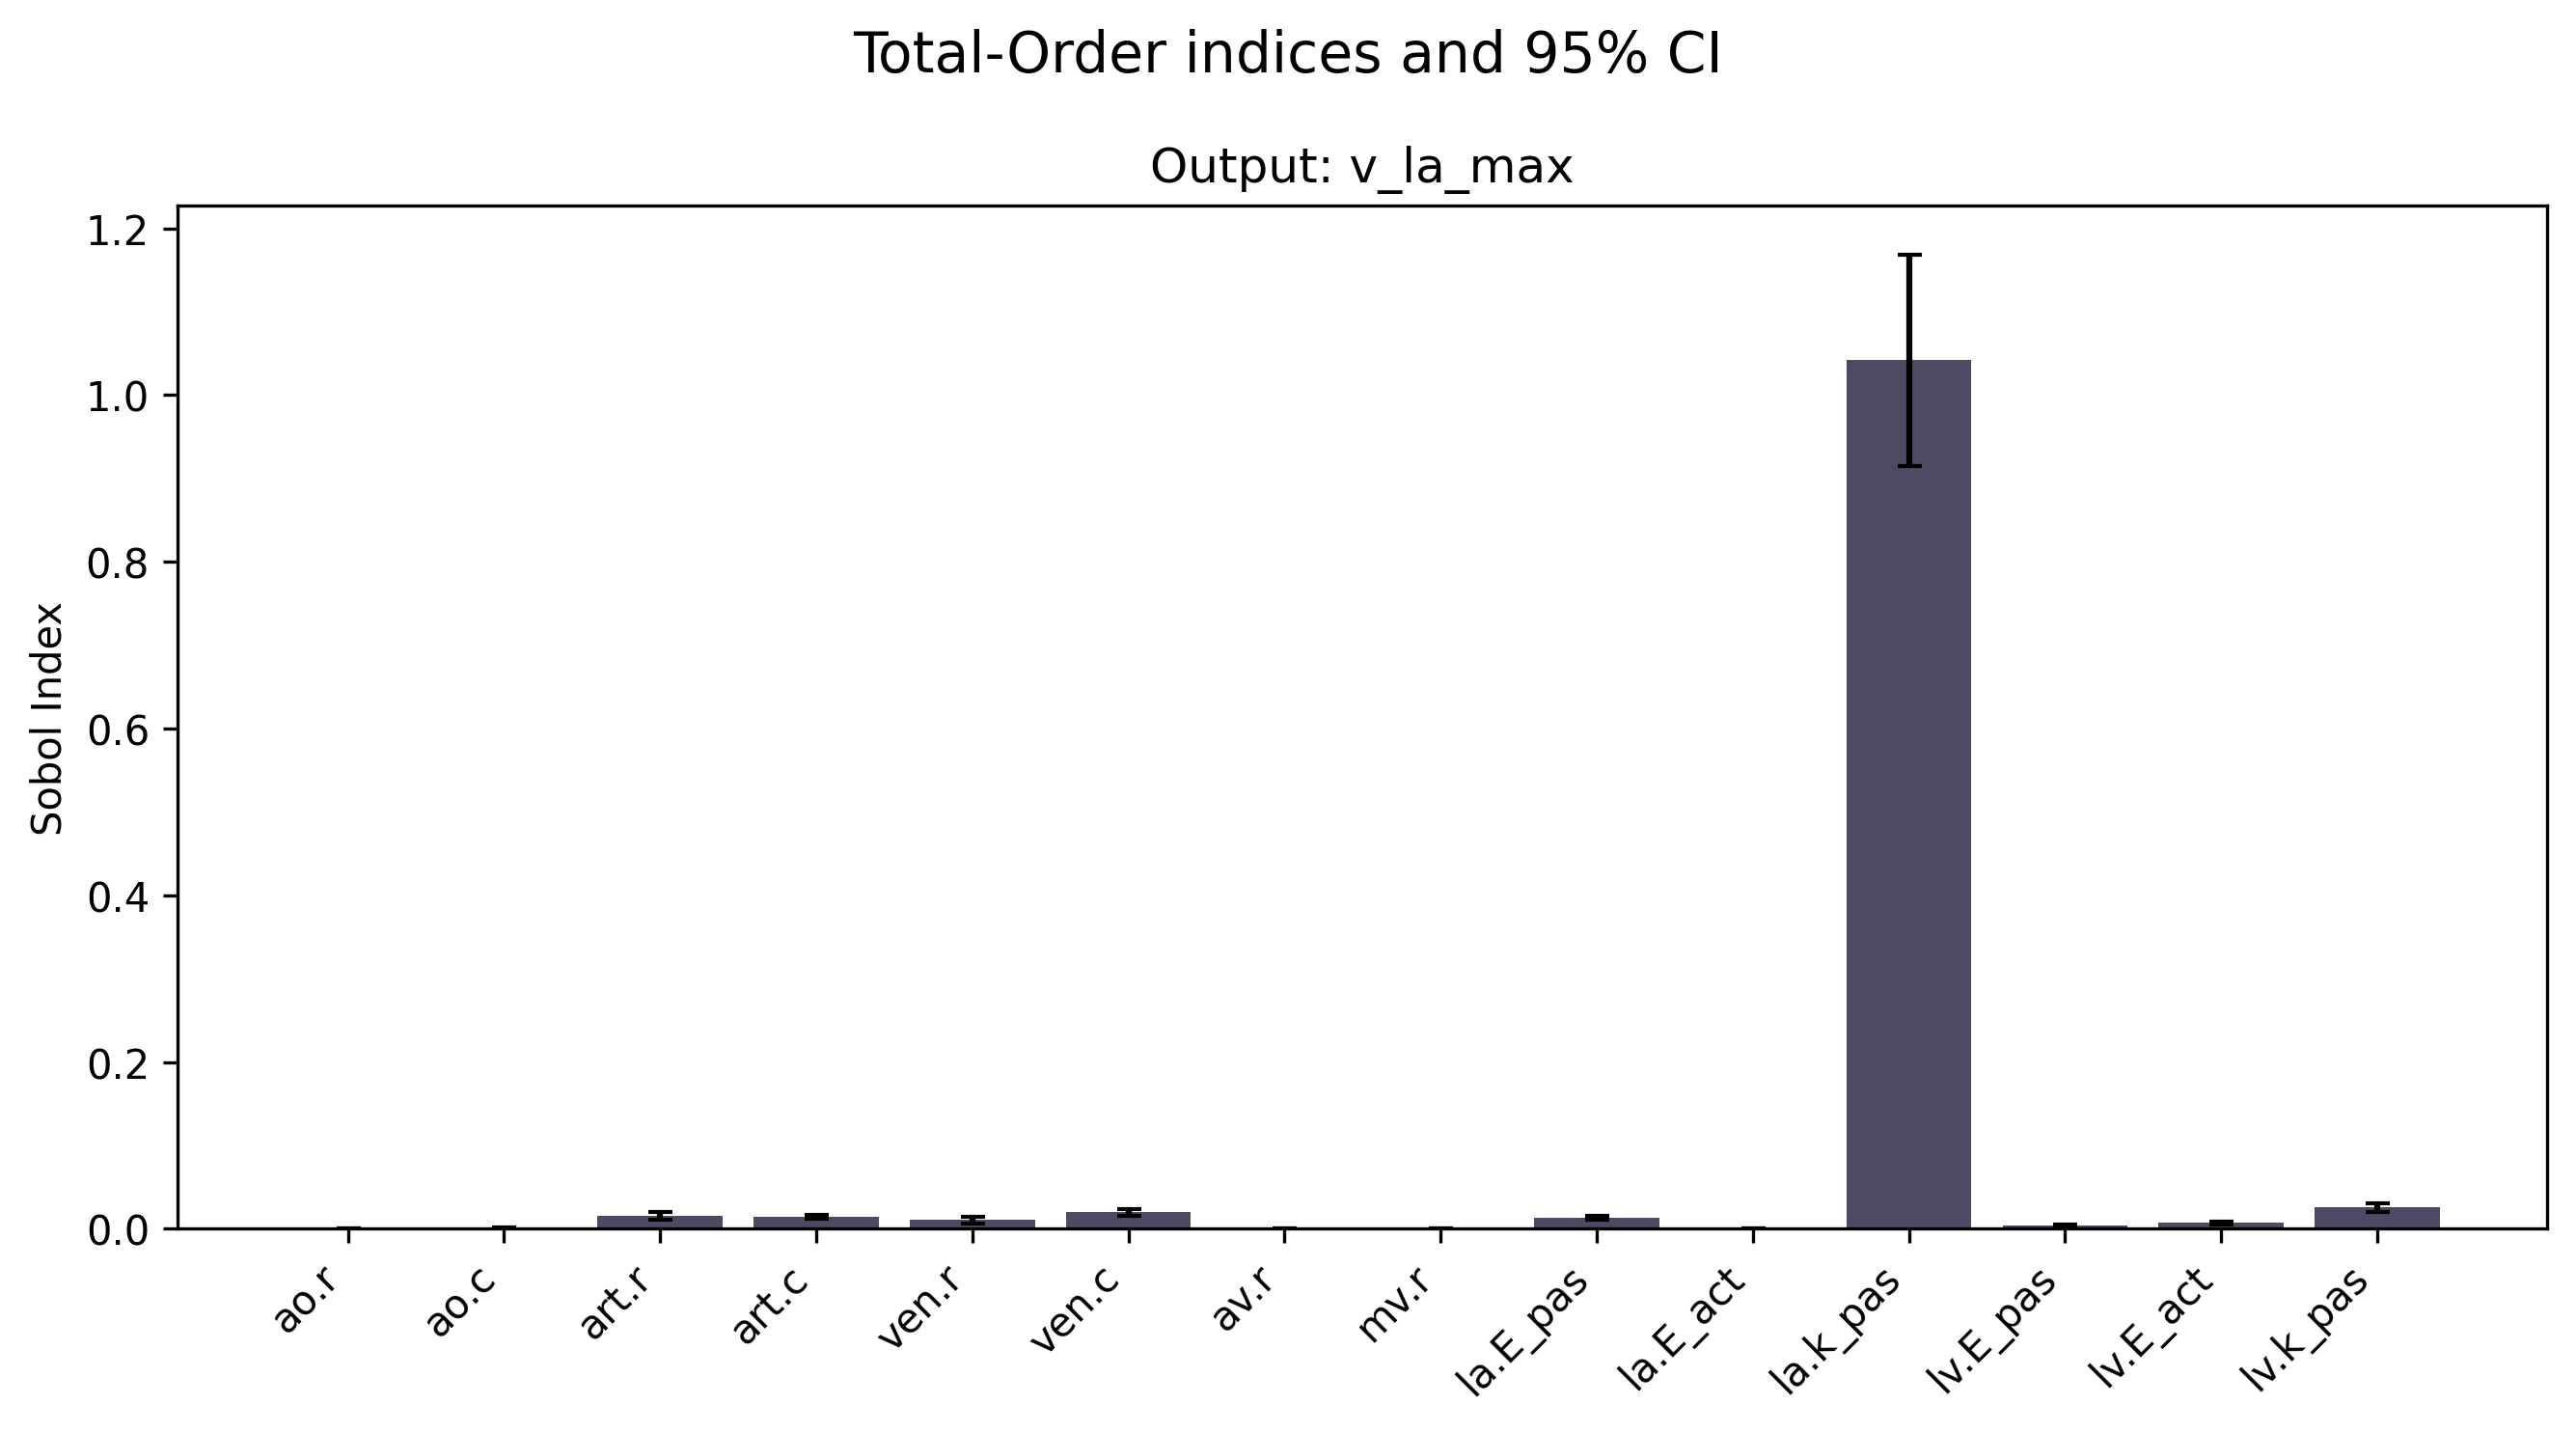 Total-Order indices and 95% CI
Output: v_la_max
Sobol Index
1.2
1.0
0.8
0.6
0.4
0.2
0.0
ao.r
ao.c
art.r
art.c
ven.r
ven.c
av.r
mv.r
la.E_pas
la.E_act
la.k_pas
lv.E_pas
lv.E_act
lv.k_pas